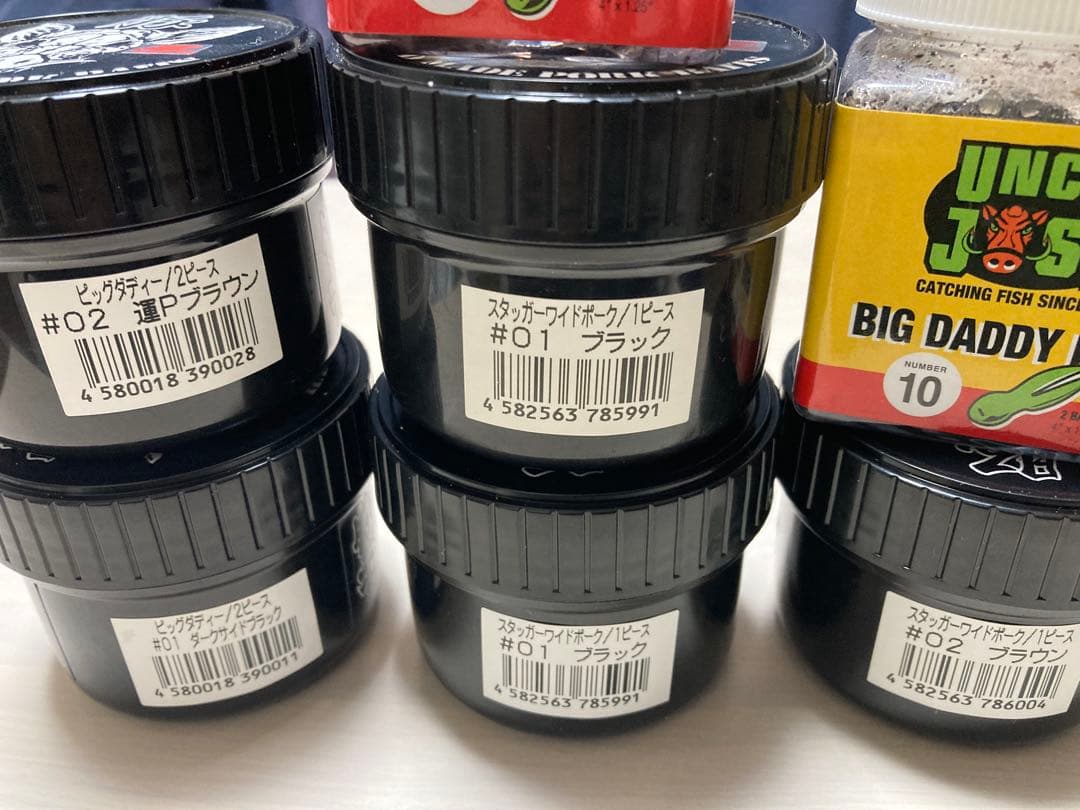 4" x 1.25"
ビッグダディー/2ピース
#02 運Pブラウン
4 580018 390028
スタッガーワイドポーク/1ピース
#01 ブラック
4 582563 785991
UNC
J S
CATCHING FISH SINC
BIG DADDY
NUMBER
10
ビッグダディー/2ピース
#01 ダークサイドブラック
4 580018 390011
スタッガーワイドポーク/1ピース
#01 ブラック
4 582563 785991
スタッガーワイドポーク/1ピース
#02 ブラウン
4 582563 786004